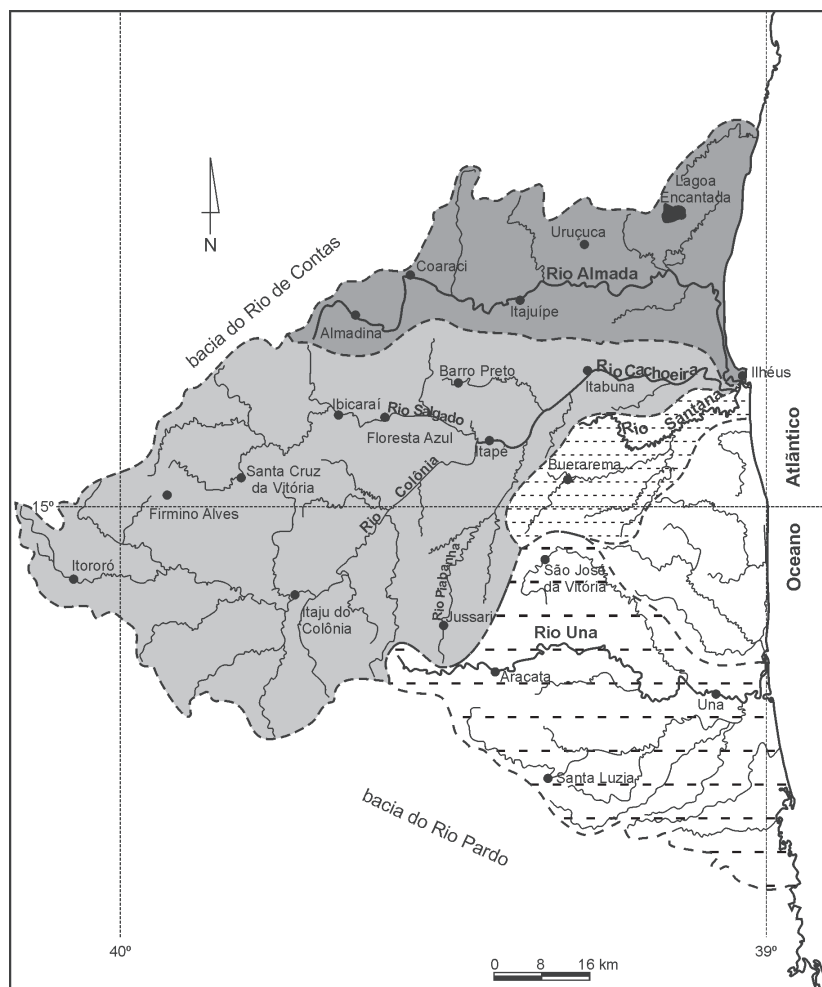 Lagoa
Encantada
Uruçuca
N
bacia do Rio de Contas
Coaraci
Rio Almada
Itajuípe
Almadina
Barro Preto
Rio Cachoeira
Ilhéus
Itabuna
Ibicaraí
Rio Salgado
Rio Santana
Floresta Azul
Itapé
Atlântico
Santa Cruz
da Vitória
Rio Colônia
Buerarema
Firmino Alves
15º
Oceano
Itororó
São José
da Vitória
Rio Piabanha
Itaju do
Colônia
Jussari
Rio Una
Aracata
Una
Santa Luzia
bacia do Rio Pardo
40º
39º
0 8 16 km